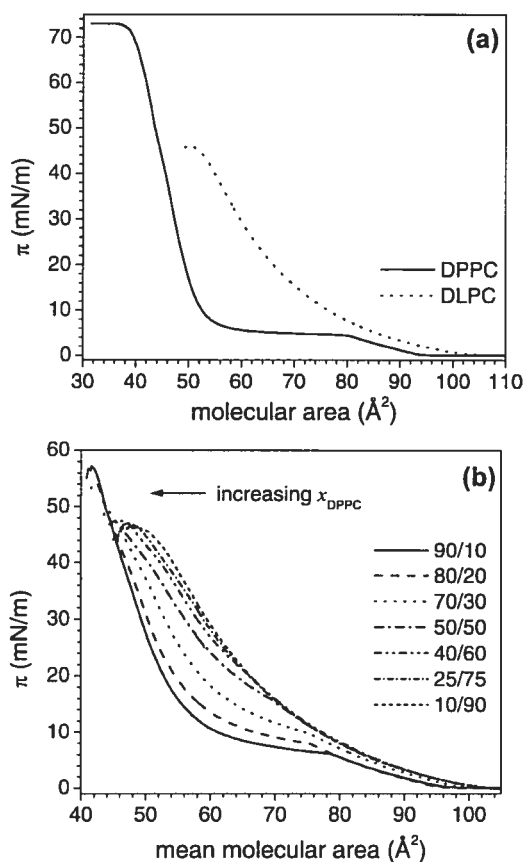 (a)
70
60
50
40
30
20
10
0
π (mN/m)
DPPC
DLPC
30 40 50 60 70 80 90 100 110
molecular area (Å²)
(b)
60
50
40
30
20
10
0
π (mN/m)
increasing x_DPPC
90/10
80/20
70/30
50/50
40/60
25/75
10/90
40 50 60 70 80 90 100
mean molecular area (Å²)